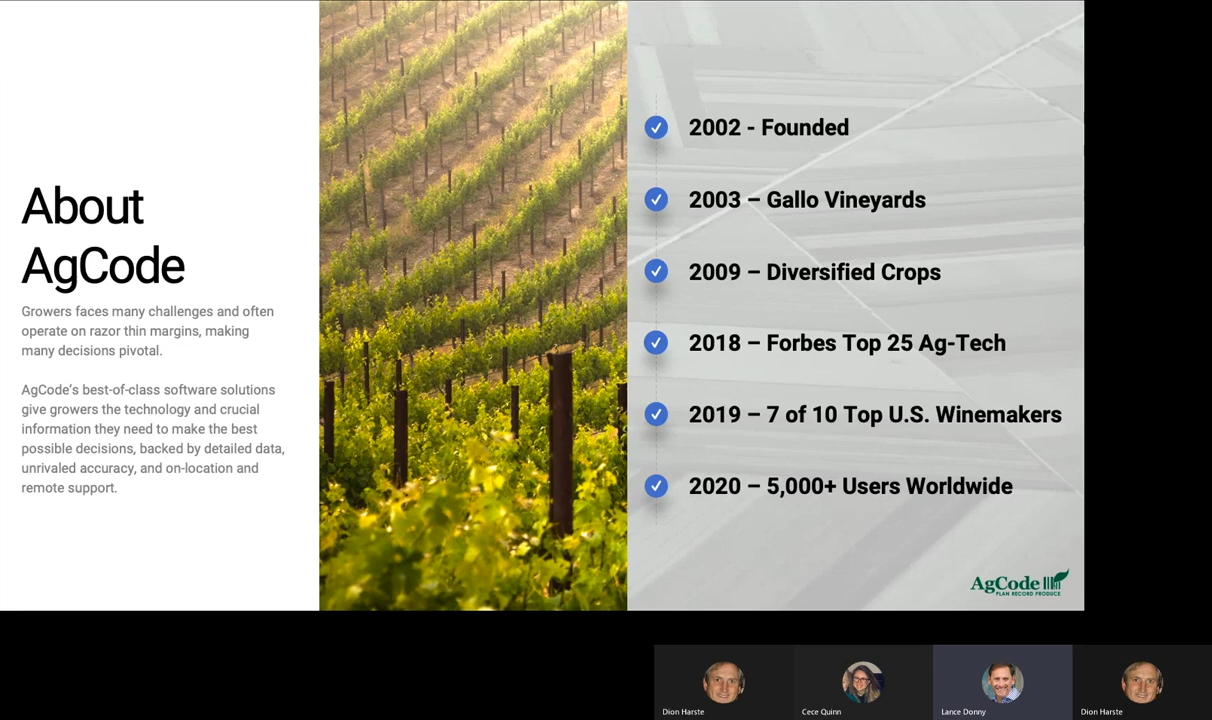 About
AgCode
Growers faces many challenges and often
operate on razor thin margins, making
many decisions pivotal.
AgCode's best-of-class software solutions
give growers the technology and crucial
information they need to make the best
possible decisions, backed by detailed data,
unrivaled accuracy, and on-location and
remote support.
2002 - Founded
2003 – Gallo Vineyards
2009 – Diversified Crops
2018 – Forbes Top 25 Ag-Tech
2019 – 7 of 10 Top U.S. Winemakers
2020 – 5,000+ Users Worldwide
AgCode
PLAN RECORD PRODUCE
Dion Harste
Cece Quinn
Lance Donny
Dion Harste